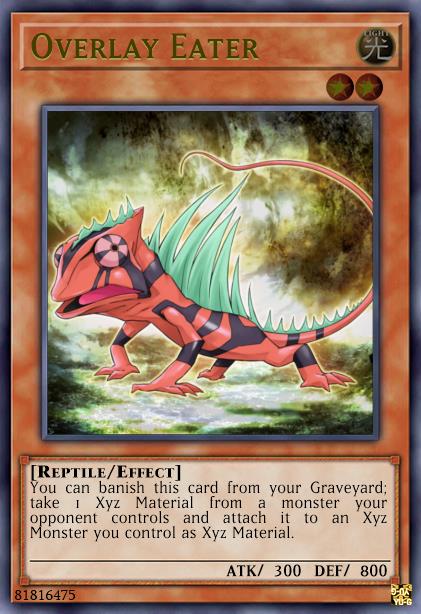 OVERLAY EATER
LIGHT
光
[REPTILE/EFFECT]
You can banish this card from your Graveyard;
take 1 Xyz Material from a monster your
opponent controls and attach it to an Xyz
Monster you control as Xyz Material.
ATK/ 300 DEF/ 800
81816475